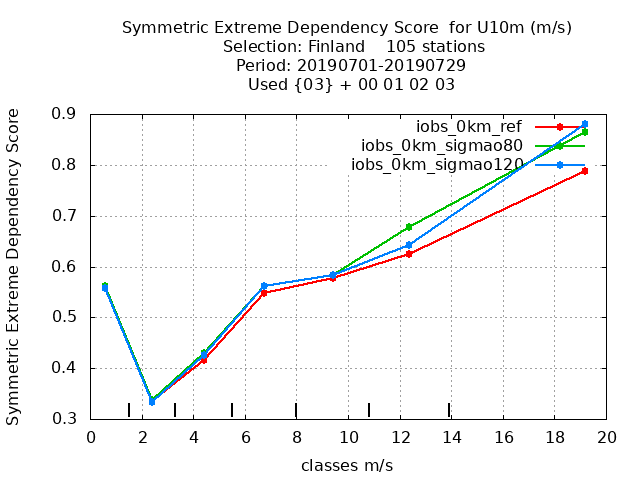 Symmetric Extreme Dependency Score  for U10m (m/s)
Selection: Finland    105 stations
Period: 20190701-20190729
Used {03} + 00 01 02 03
Symmetric Extreme Dependency Score
0.9
0.8
0.7
0.6
0.5
0.4
0.3
iobs_0km_ref
iobs_0km_sigmao80
iobs_0km_sigmao120
0 2 4 6 8 10 12 14 16 18 20
classes m/s